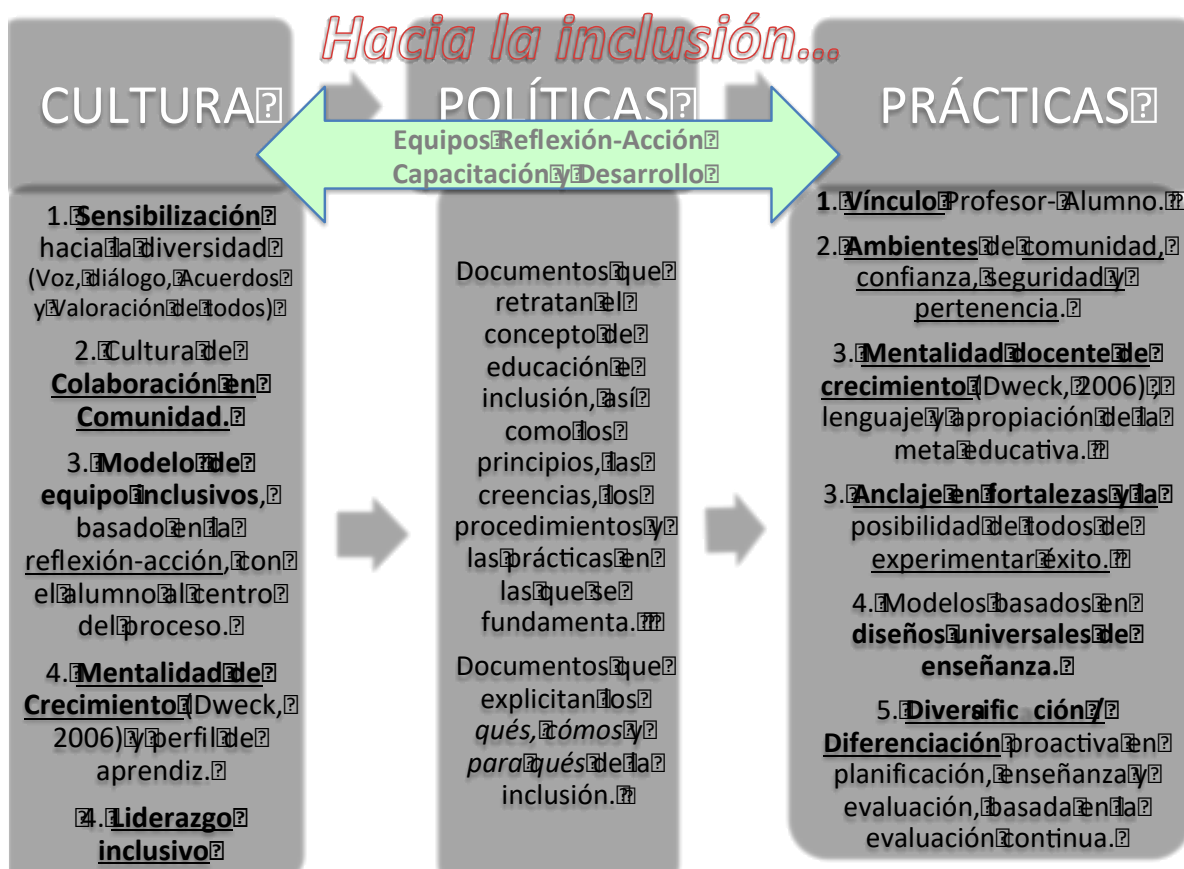 Hacia la inclusión...
CULTURA
POLÍTICAS
PRÁCTICAS
Equipos Reflexión-Acción
Capacitación y Desarrollo
1. Sensibilización
hacia la diversidad
(Voz, diálogo, Acuerdos
y Valoración de todos)
2. Cultura de
Colaboración en
Comunidad.
3. Modelo de
equipo inclusivos,
basado en la
reflexión-acción, con
el alumno al centro
del proceso.
4. Mentalidad de
Crecimiento (Dweck,
2006) y perfil de
aprendiz.
4. Liderazgo
inclusivo
Documentos que
retratan el
concepto de
educación e
inclusión, así
como los
principios, las
creencias, los
procedimientos y
las prácticas en
las que se
fundamenta.
Documentos que
explicitan los
qués, cómos y
para qués de la
inclusión.
1. Vínculo Profesor- Alumno.
2. Ambientes de comunidad,
confianza, seguridad y
pertenencia.
3. Mentalidad docente de
crecimiento (Dweck, 2006) ,
lenguaje y apropiación de la
meta educativa.
3. Anclaje en fortalezas y la
posibilidad de todos de
experimentar éxito.
4. Modelos basados en
diseños universales de
enseñanza.
5. Diversificación /
Diferenciación proactiva en
planificación, enseñanza y
evaluación, basada en la
evaluación continua.